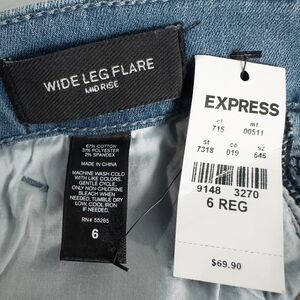 WIDE LEG FLARE
MID RISE
67% COTTON
31% POLYESTER
2% SPANDEX
MADE IN CHINA
MACHINE WASH COLD
WITH LIKE COLORS,
GENTLE CYCLE.
ONLY NON-CHLORINE
BLEACH WHEN
NEEDED. TUMBLE DRY
LOW. COOL IRON
IF NEEDED.
RN# 55285
6
EXPRESS
cl mt
715 00511
st co sz
7318 019 646
9148 3270
6 REG
$69.90